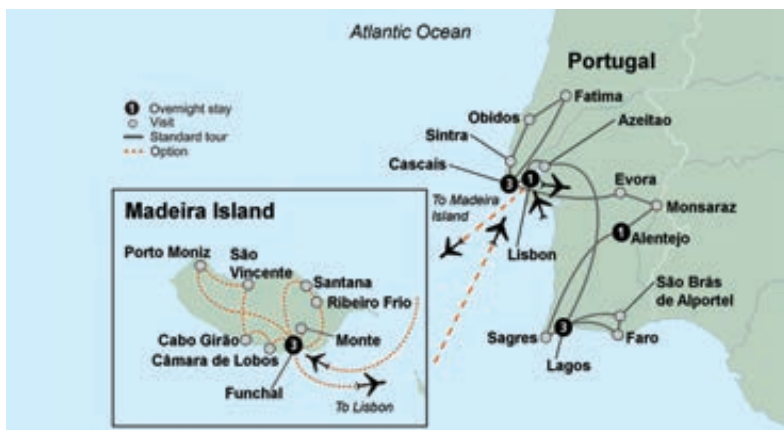 Atlantic Ocean
Portugal
1 Overnight stay
Visit
Standard tour
Option
Obidos
Fatima
Sintra
Azeitao
Cascais
3
1
To Madeira
Island
Evora
Monsaraz
Lisbon
1
Alentejo
São Brás
de Alportel
Sagres
3
Faro
Lagos
Madeira Island
Porto Moniz
São
Vincente
Santana
Ribeiro Frio
Cabo Girão
Monte
Câmara de Lobos
3
Funchal
To Lisbon